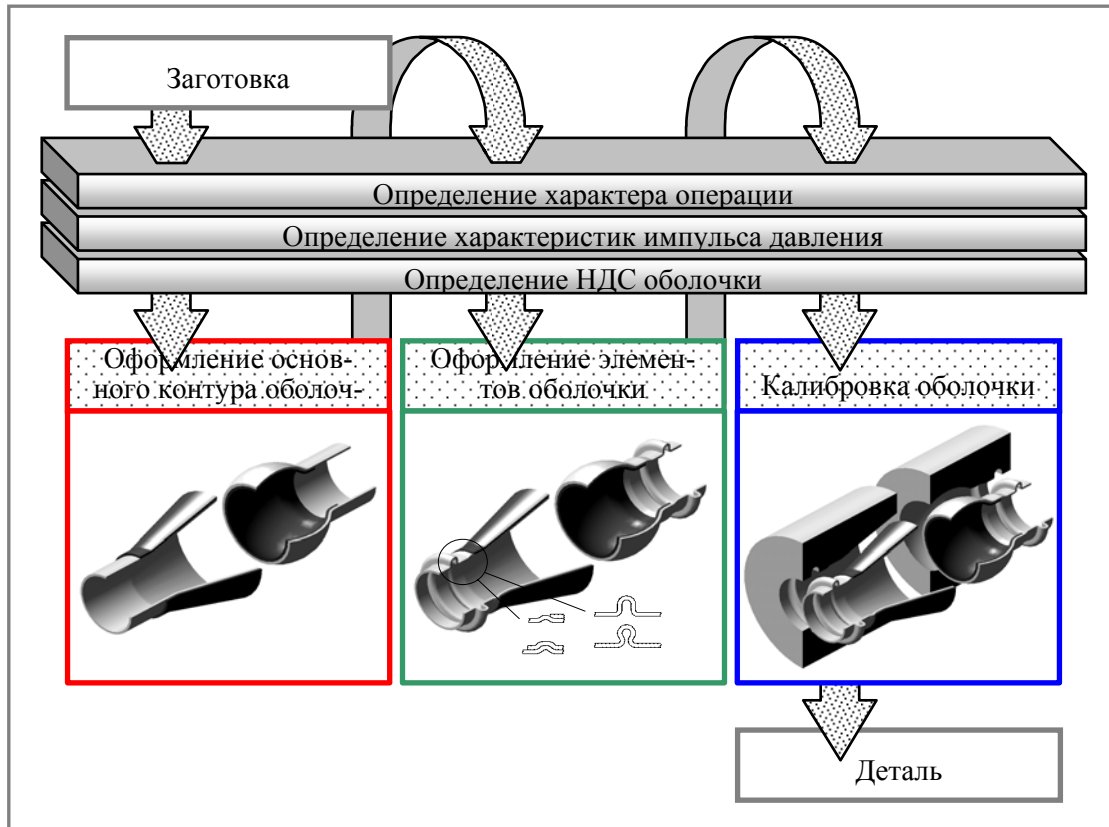 Заготовка
Определение характера операции
Определение характеристик импульса давления
Определение НДС оболочки
Оформление основ-
ного контура оболоч-
Оформление элемен-
тов оболочки
Калибровка оболочки
Деталь